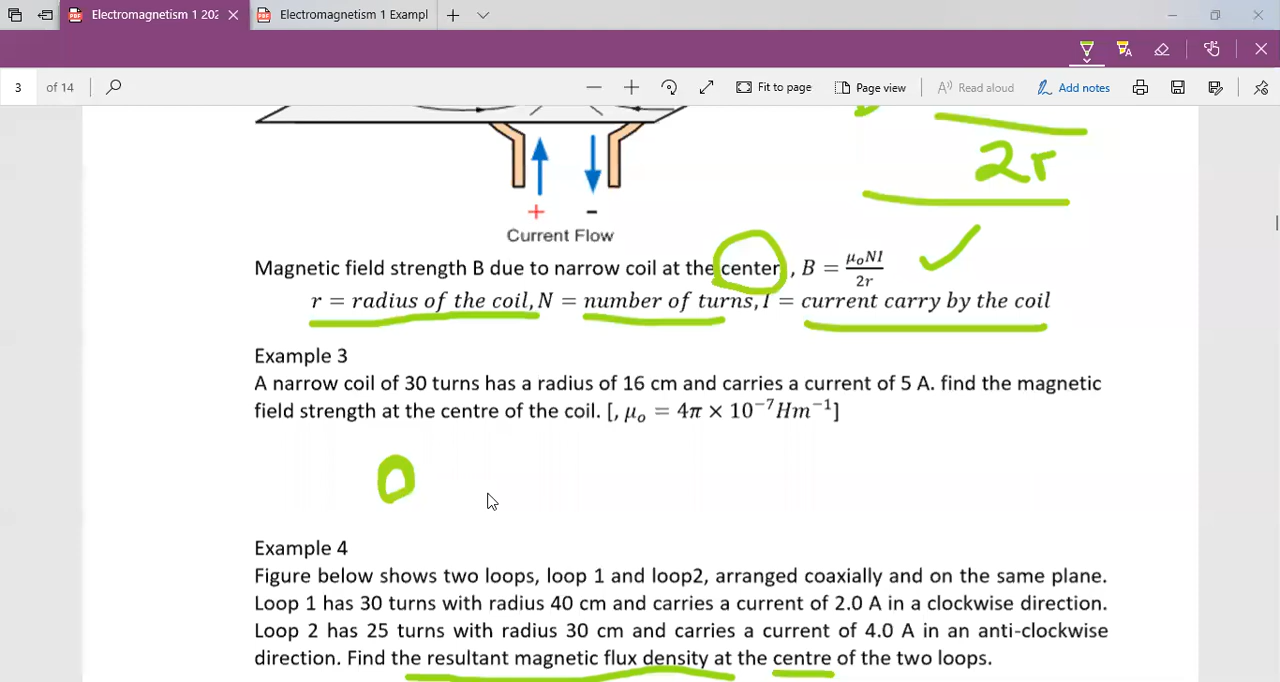 Electromagnetism 1 202
Electromagnetism 1 Exampl
3 of 14
Fit to page
Page view
Read aloud
Add notes
2r
+ -
Current Flow
Magnetic field strength B due to narrow coil at the center , B = μₒNI / 2r
r = radius of the coil, N = number of turns, I = current carry by the coil
Example 3
A narrow coil of 30 turns has a radius of 16 cm and carries a current of 5 A. find the magnetic
field strength at the centre of the coil. [, μₒ = 4π × 10⁻⁷Hm⁻¹]
Example 4
Figure below shows two loops, loop 1 and loop2, arranged coaxially and on the same plane.
Loop 1 has 30 turns with radius 40 cm and carries a current of 2.0 A in a clockwise direction.
Loop 2 has 25 turns with radius 30 cm and carries a current of 4.0 A in an anti-clockwise
direction. Find the resultant magnetic flux density at the centre of the two loops.